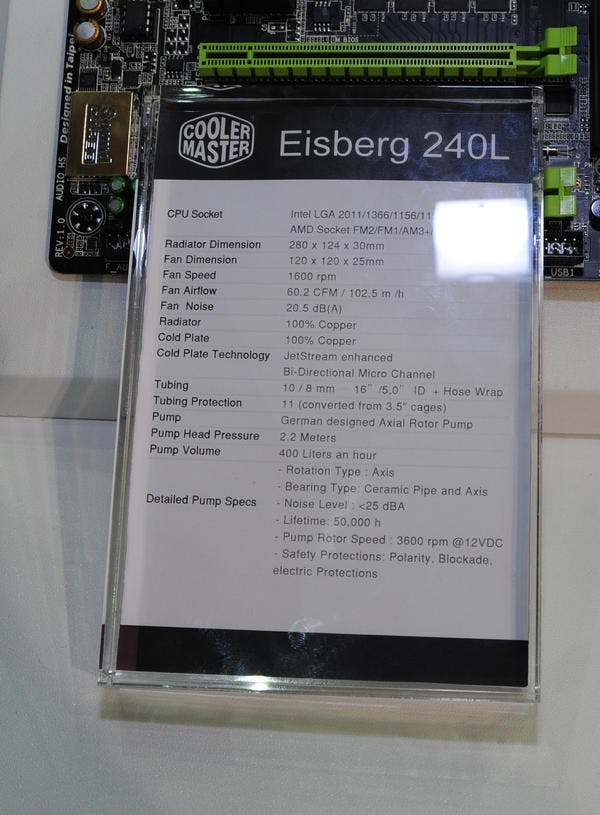 Designed in Taipei
BIOS
AUDIO HS
REV:1.0
F_AU
USB1
COOLER MASTER
Eisberg 240L
CPU Socket Intel LGA 2011/1366/1156/11
AMD Socket FM2/FM1/AM3+/
Radiator Dimension 280 x 124 x 30mm
Fan Dimension 120 x 120 x 25mm
Fan Speed 1600 rpm
Fan Airflow 60.2 CFM / 102.5 m /h
Fan Noise 20.5 dB(A)
Radiator 100% Copper
Cold Plate 100% Copper
Cold Plate Technology JetStream enhanced
Bi-Directional Micro Channel
Tubing 10 / 8 mm 16” /5,0” ID + Hose Wrap
Tubing Protection 11 (converted from 3.5" cages)
Pump German designed Axial Rotor Pump
Pump Head Pressure 2.2 Meters
Pump Volume 400 Liters an hour
- Rotation Type : Axis
- Bearing Type: Ceramic Pipe and Axis
Detailed Pump Specs - Noise Level : <25 dBA
- Lifetime: 50,000 h
- Pump Rotor Speed : 3600 rpm @12VDC
- Safety Protections: Polarity, Blockade,
electric Protections